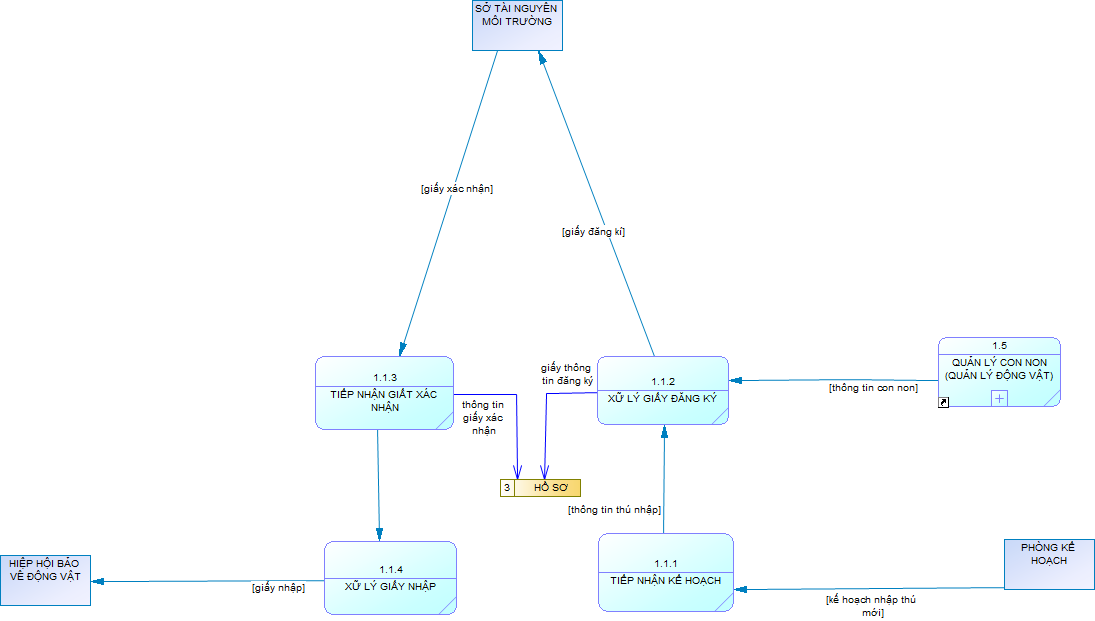 SỞ TÀI NGUYÊN
MÔI TRƯỜNG
[giấy xác nhận]
[giấy đăng kí]
1.1.3
TIẾP NHẬN GIẤT XÁC
NHẬN
thông tin
giấy xác
nhận
giấy thông
tin đăng ký
1.1.2
XỮ LÝ GIẤY ĐĂNG KÝ
[thông tin con non]
1.5
QUẢN LÝ CON NON
(QUẢN LÝ ĐỘNG VẬT)
3
HỒ SƠ
[thông tin thú nhập]
HIỆP HỘI BẢO
VỆ ĐỘNG VẬT
[giấy nhập]
1.1.4
XỮ LÝ GIẤY NHẬP
1.1.1
TIẾP NHẬN KẾ HOẠCH
[kế hoạch nhập thú
mới]
PHÒNG KẾ
HOẠCH